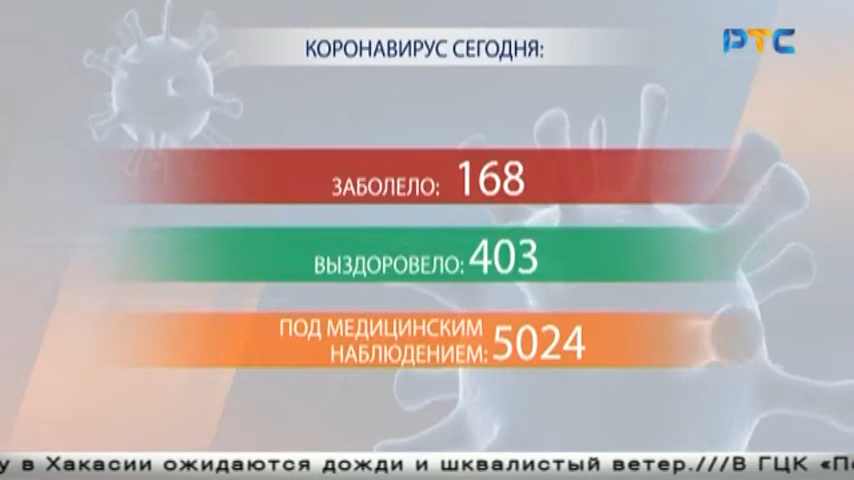 КОРОНАВИРУС СЕГОДНЯ:
РТС
ЗАБОЛЕЛО: 168
ВЫЗДОРОВЕЛО: 403
ПОД МЕДИЦИНСКИМ
НАБЛЮДЕНИЕМ: 5024
у в Хакасии ожидаются дожди и шквалистый ветер.///В ГЦК «П